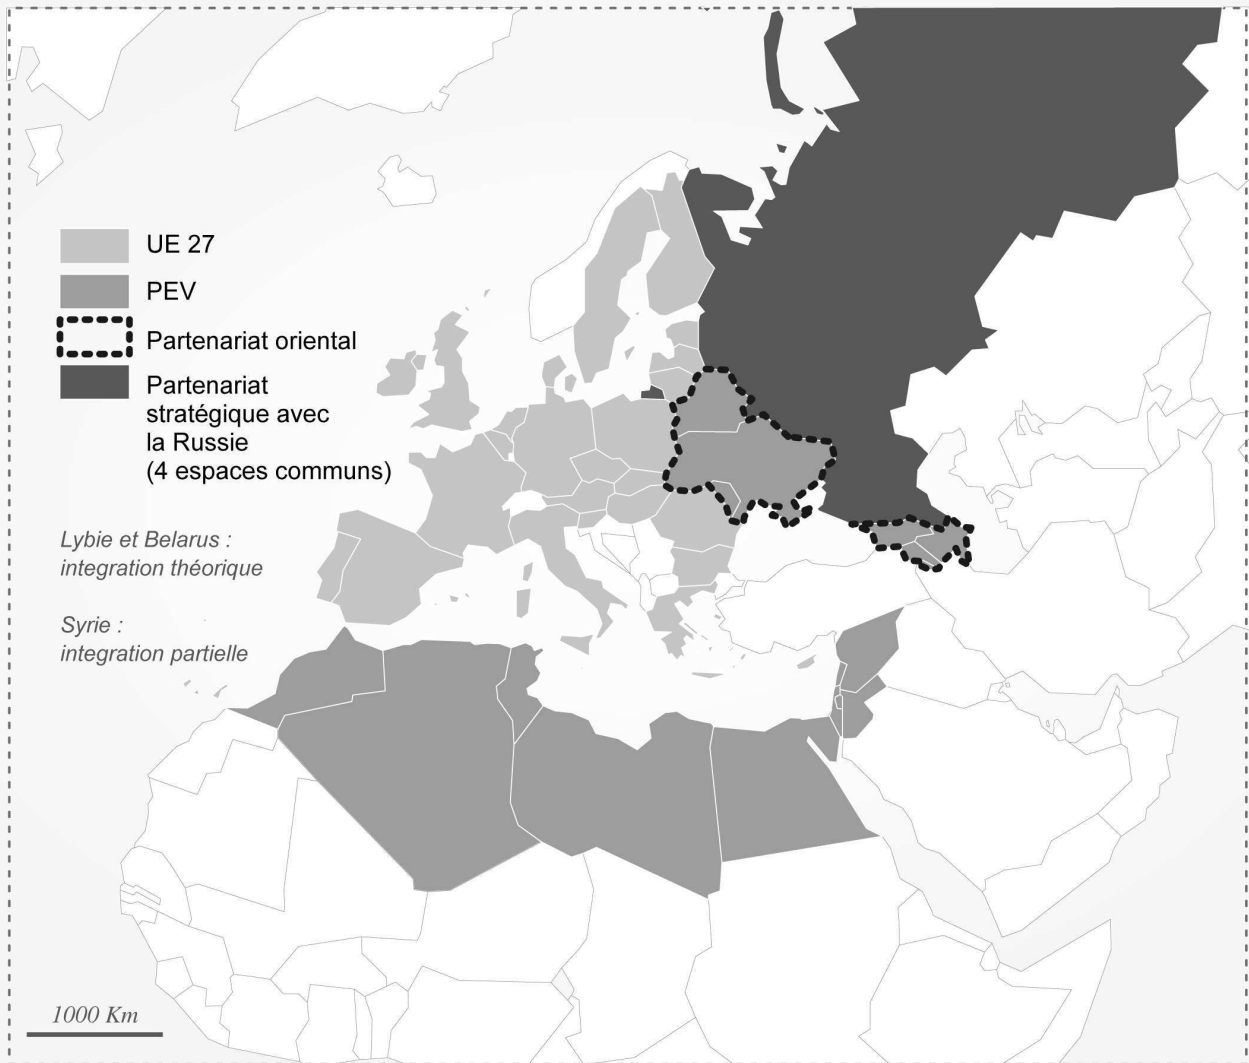 UE 27
PEV
Partenariat oriental
Partenariat
stratégique avec
la Russie
(4 espaces communs)
Lybie et Belarus :
integration théorique
Syrie :
integration partielle
1000 Km